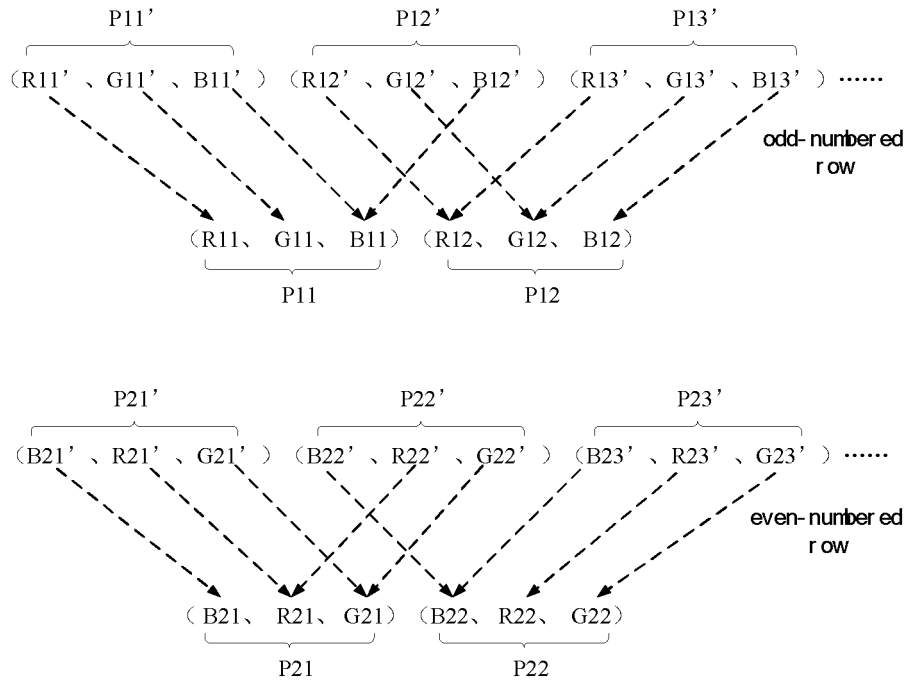 P11’ P12’ P13’
(R11’、G11’、B11’) (R12’、G12’、B12’) (R13’、G13’、B13’) ······
odd-numbered
row
(R11、 G11、 B11) (R12、 G12、 B12)
P11 P12
P21’ P22’ P23’
(B21’、R21’、G21’) (B22’、R22’、G22’) (B23’、R23’、G23’) ······
even-numbered
row
(B21、 R21、 G21) (B22、 R22、 G22)
P21 P22